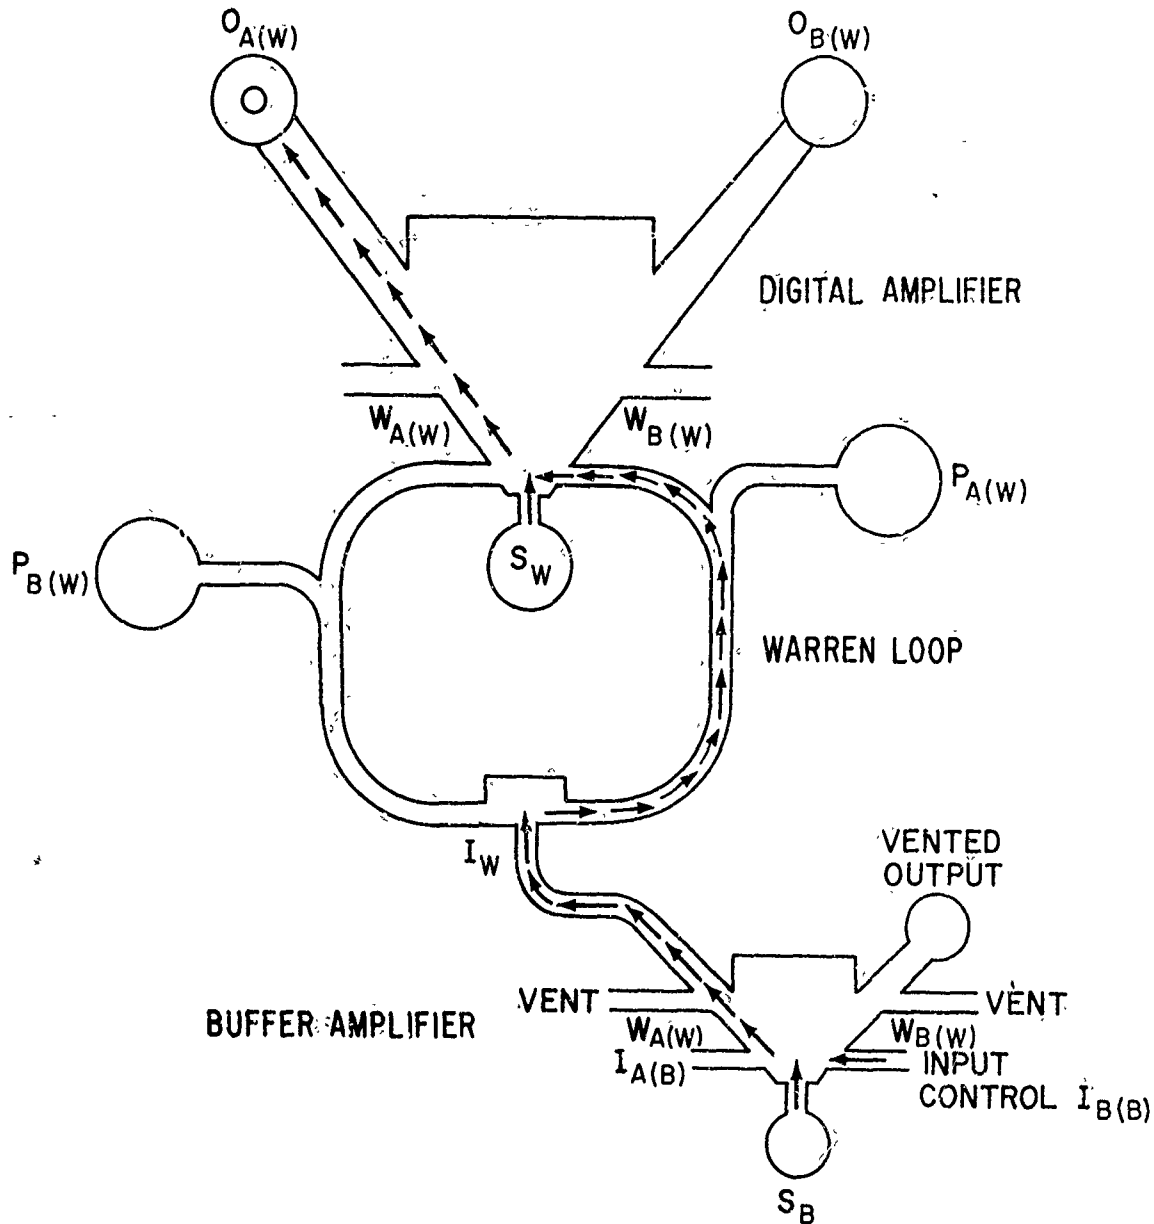 O_A(W)
O_B(W)
DIGITAL AMPLIFIER
W_A(W)
W_B(W)
P_A(W)
S_W
P_B(W)
WARREN LOOP
I_W
VENTED
OUTPUT
VENT
VENT
BUFFER AMPLIFIER
W_A(W)
W_B(W)
I_A(B)
INPUT
CONTROL I_B(B)
S_B